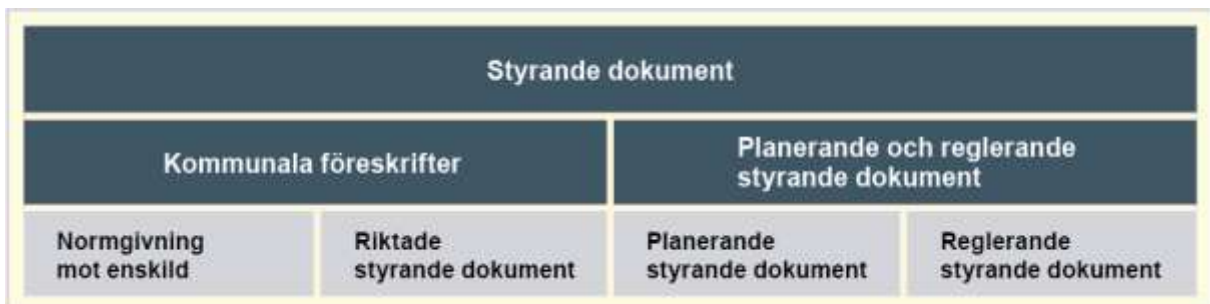 Styrande dokument
Kommunala föreskrifter
Planerande och reglerande
styrande dokument
Normgivning
mot enskild
Riktade
styrande dokument
Planerande
styrande dokument
Reglerande
styrande dokument